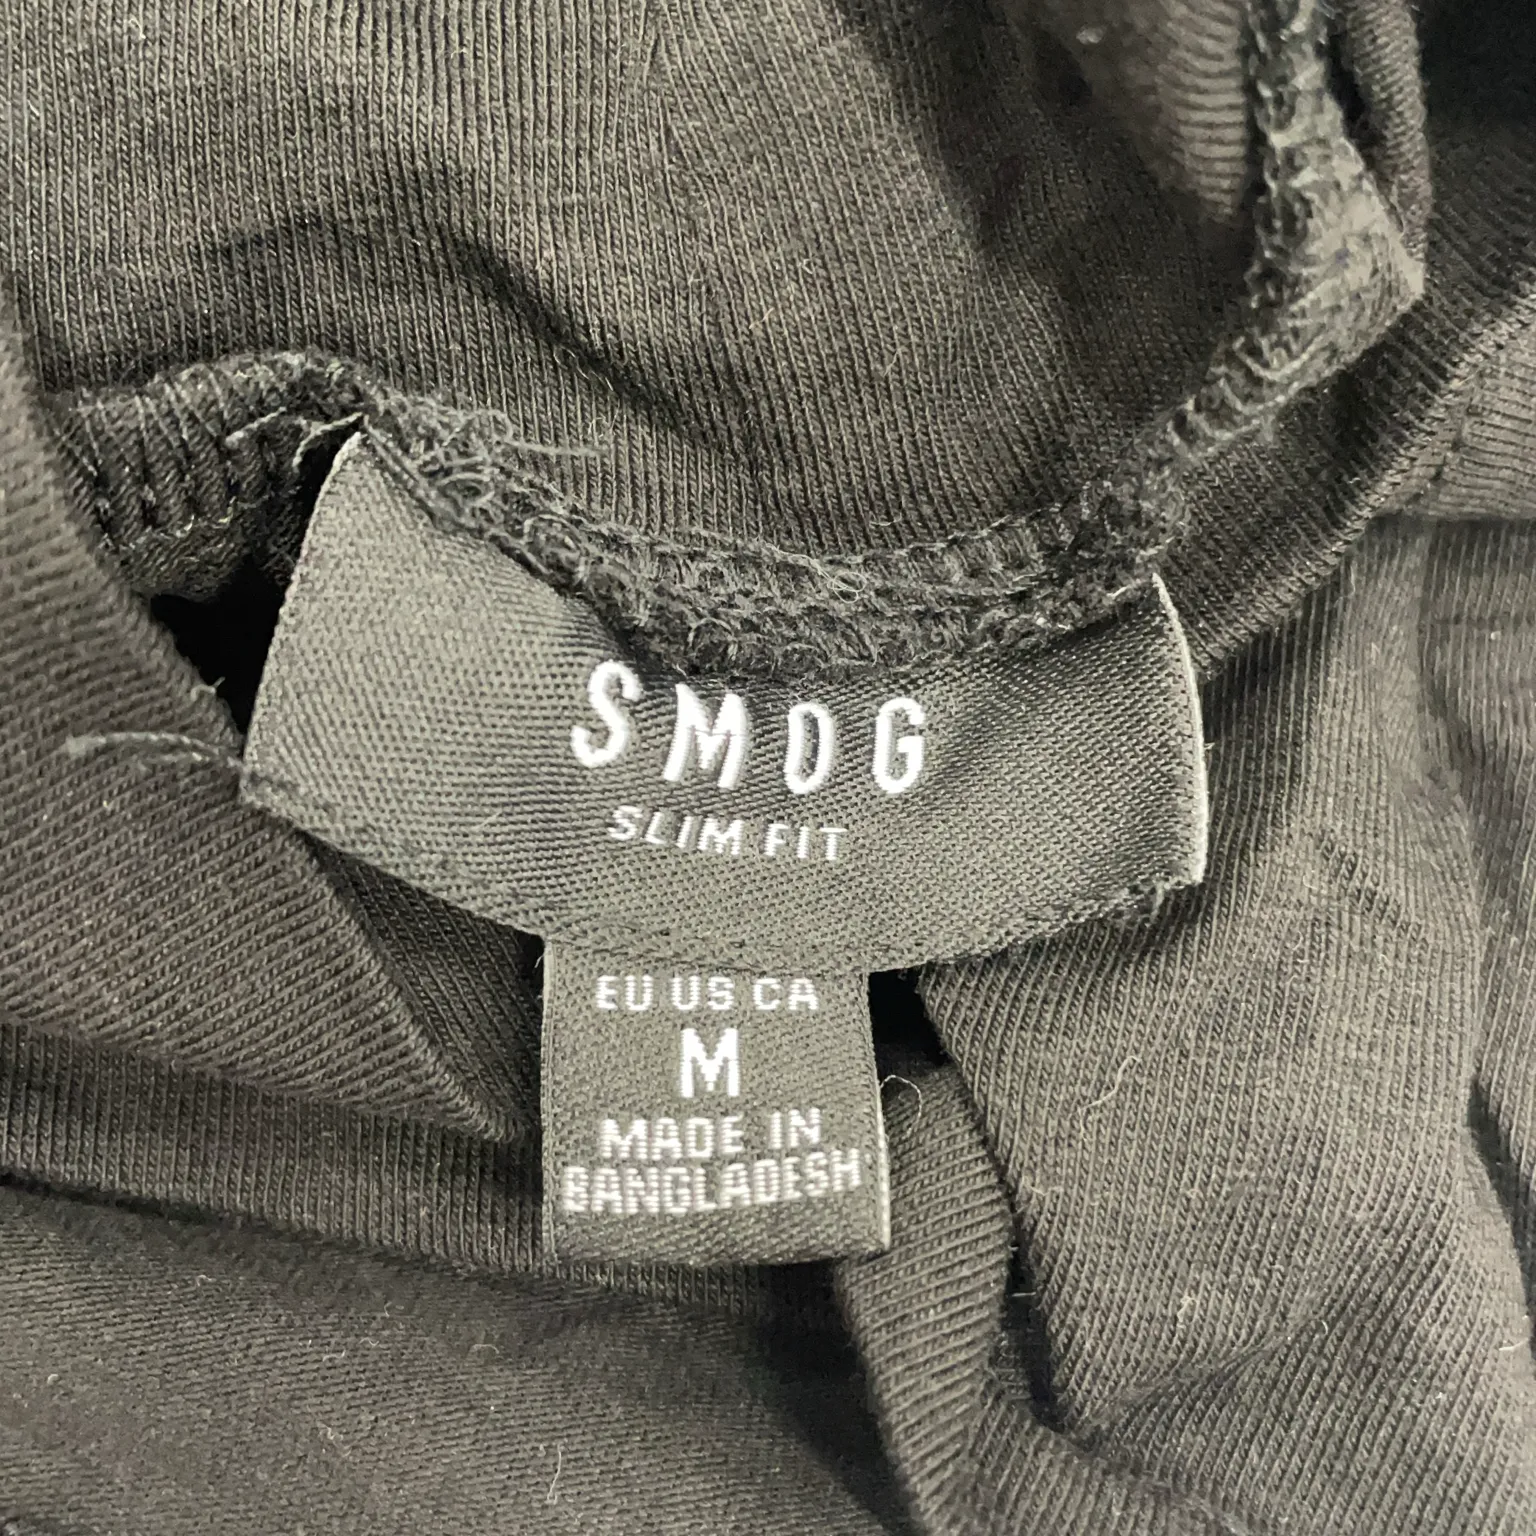 SMOG
SLIM FIT
EU US CA
M
MADE IN
BANGLADESH